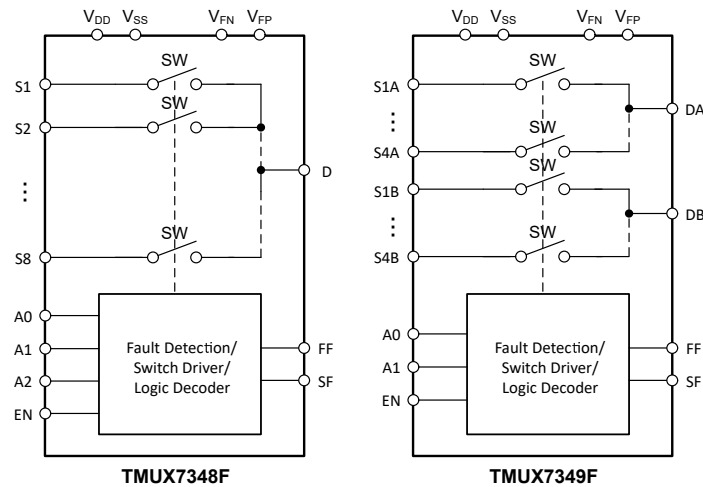 VDD VSS VFN VFP
SW
S1
SW
S2
D
⋮
SW
S8
A0
A1
A2
EN
Fault Detection/
Switch Driver/
Logic Decoder
FF
SF
TMUX7348F
VDD VSS VFN VFP
SW
S1A
DA
⋮
SW
S4A
SW
S1B
DB
⋮
SW
S4B
A0
A1
EN
Fault Detection/
Switch Driver/
Logic Decoder
FF
SF
TMUX7349F